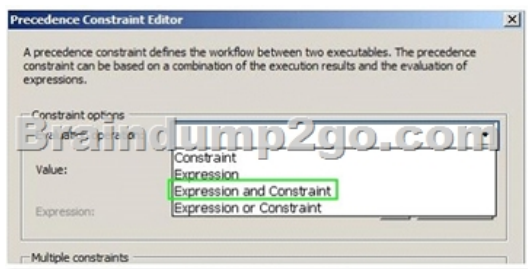 Precedence Constraint Editor
A precedence constraint defines the workflow between two executables. The precedence
constraint can be based on a combination of the execution results and the evaluation of
expressions.
Constraint options
Braindump2go.com
Constraint
Value:
Expression
Expression and Constraint
Expression or Constraint
Expression:
Multiple constraints